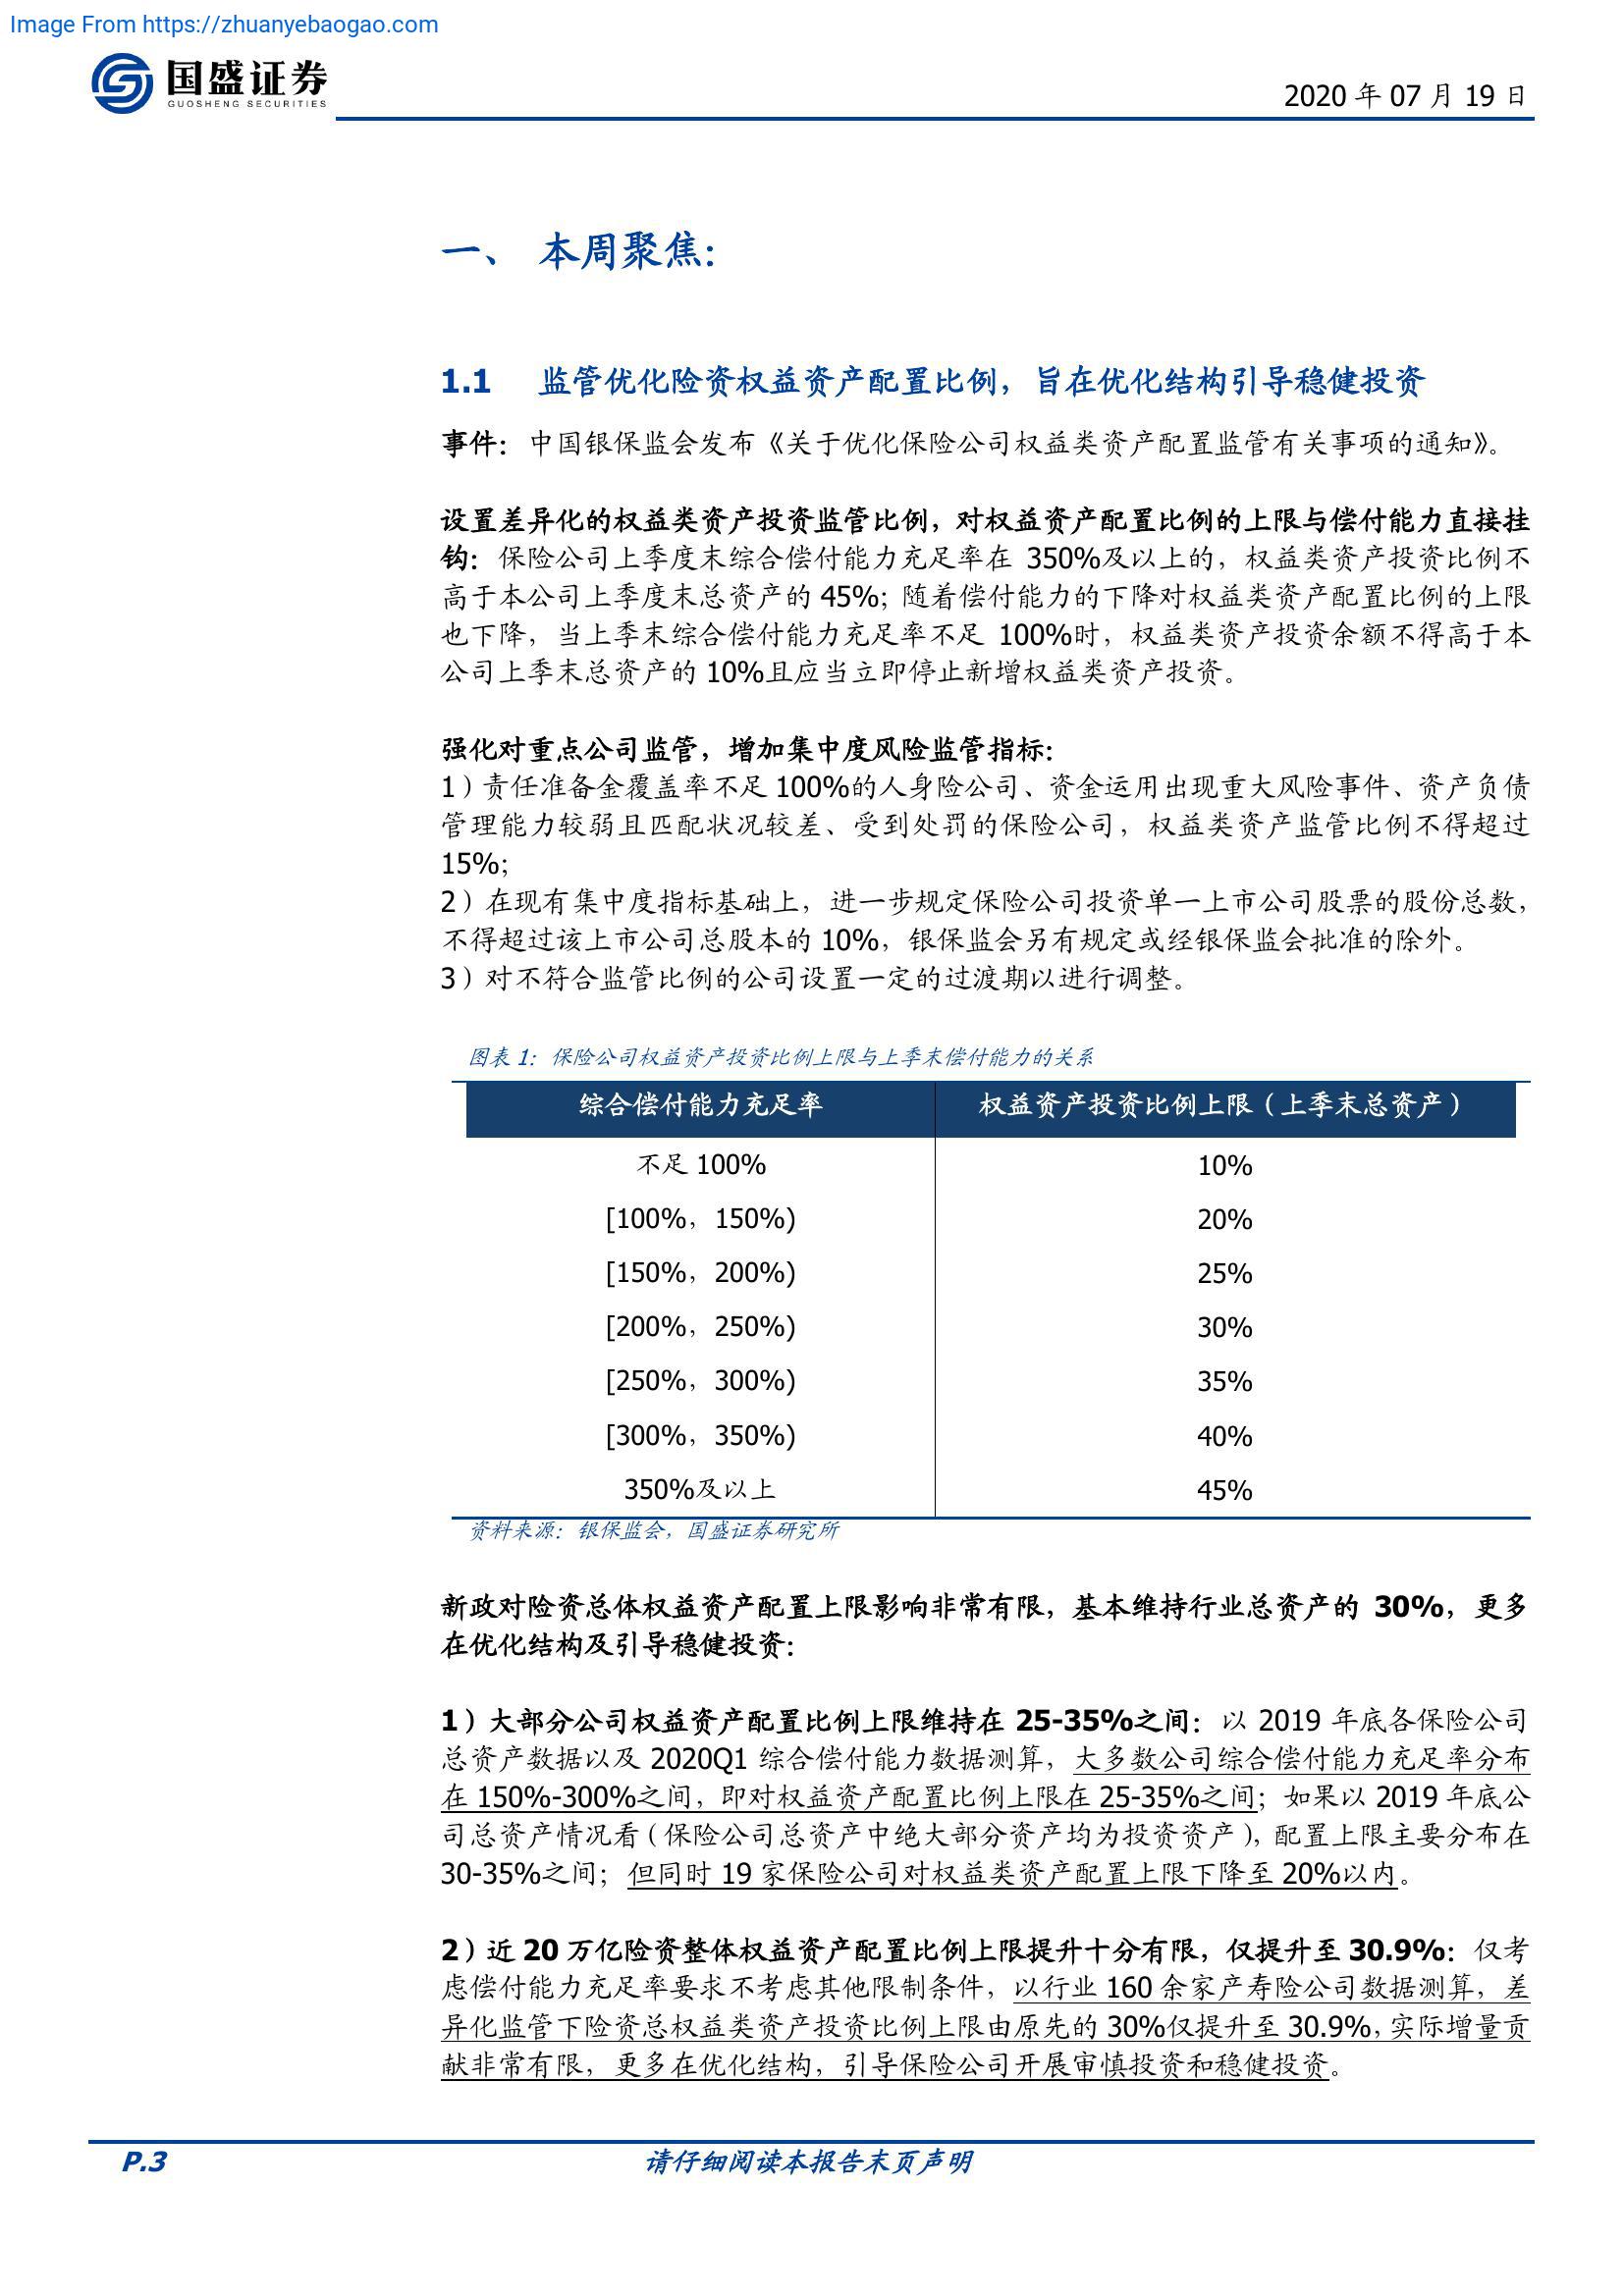 Image From https://zhuanyebaogao.com
国盛证券
GUOSHENG SECURITIES
2020 年 07 月 19 日
一、 本周聚焦：
1.1 监管优化险资权益资产配置比例，旨在优化结构引导稳健投资
事件：中国银保监会发布《关于优化保险公司权益类资产配置监管有关事项的通知》。
设置差异化的权益类资产投资监管比例，对权益资产配置比例的上限与偿付能力直接挂
钩：保险公司上季度末综合偿付能力充足率在 350%及以上的，权益类资产投资比例不
高于本公司上季度末总资产的 45%；随着偿付能力的下降对权益类资产配置比例的上限
也下降，当上季末综合偿付能力充足率不足 100%时，权益类资产投资余额不得高于本
公司上季末总资产的 10%且应当立即停止新增权益类资产投资。
强化对重点公司监管，增加集中度风险监管指标：
1）责任准备金覆盖率不足 100%的人身险公司、资金运用出现重大风险事件、资产负债
管理能力较弱且匹配状况较差、受到处罚的保险公司，权益类资产监管比例不得超过
15%；
2）在现有集中度指标基础上，进一步规定保险公司投资单一上市公司股票的股份总数，
不得超过该上市公司总股本的 10%，银保监会另有规定或经银保监会批准的除外。
3）对不符合监管比例的公司设置一定的过渡期以进行调整。
图表 1：保险公司权益资产投资比例上限与上季末偿付能力的关系
综合偿付能力充足率 权益资产投资比例上限（上季末总资产）
不足 100% 10%
[100%，150%) 20%
[150%，200%) 25%
[200%，250%) 30%
[250%，300%) 35%
[300%，350%) 40%
350%及以上 45%
资料来源：银保监会，国盛证券研究所
新政对险资总体权益资产配置上限影响非常有限，基本维持行业总资产的 30%，更多
在优化结构及引导稳健投资：
1）大部分公司权益资产配置比例上限维持在 25-35%之间：以 2019 年底各保险公司
总资产数据以及 2020Q1 综合偿付能力数据测算，大多数公司综合偿付能力充足率分布
在 150%-300%之间，即对权益资产配置比例上限在 25-35%之间；如果以 2019 年底公
司总资产情况看（保险公司总资产中绝大部分资产均为投资资产），配置上限主要分布在
30-35%之间；但同时 19 家保险公司对权益类资产配置上限下降至 20%以内。
2）近 20 万亿险资整体权益资产配置比例上限提升十分有限，仅提升至 30.9%：仅考
虑偿付能力充足率要求不考虑其他限制条件，以行业 160 余家产寿险公司数据测算，差
异化监管下险资总权益类资产投资比例上限由原先的 30%仅提升至 30.9%，实际增量贡
献非常有限，更多在优化结构，引导保险公司开展审慎投资和稳健投资。
P.3 请仔细阅读本报告末页声明